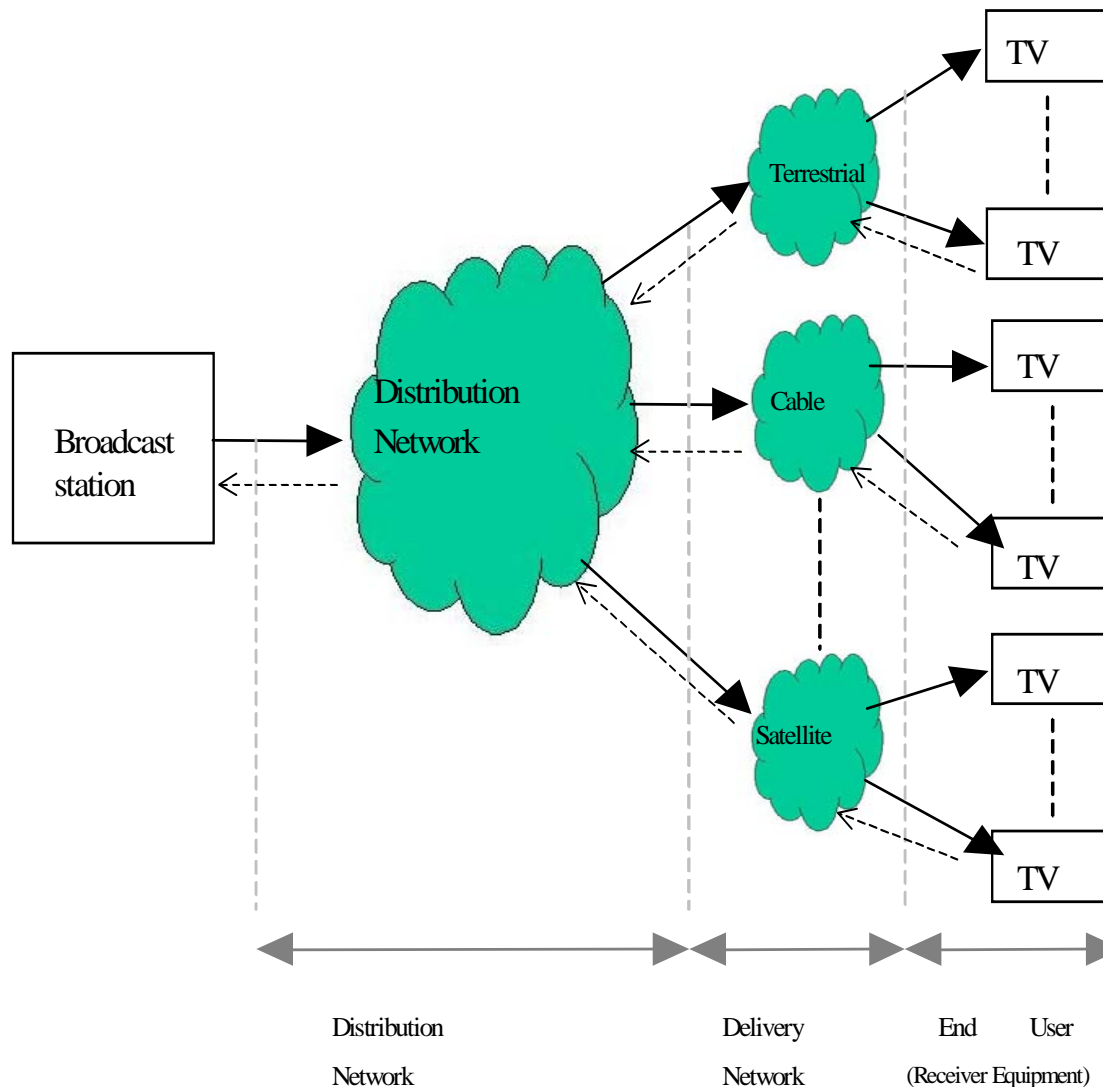 TV
Terrestrial
TV
TV
Distribution
Network
Cable
Broadcast
station
TV
TV
Satellite
TV
Distribution
Network
Delivery
Network
End User
(Receiver Equipment)